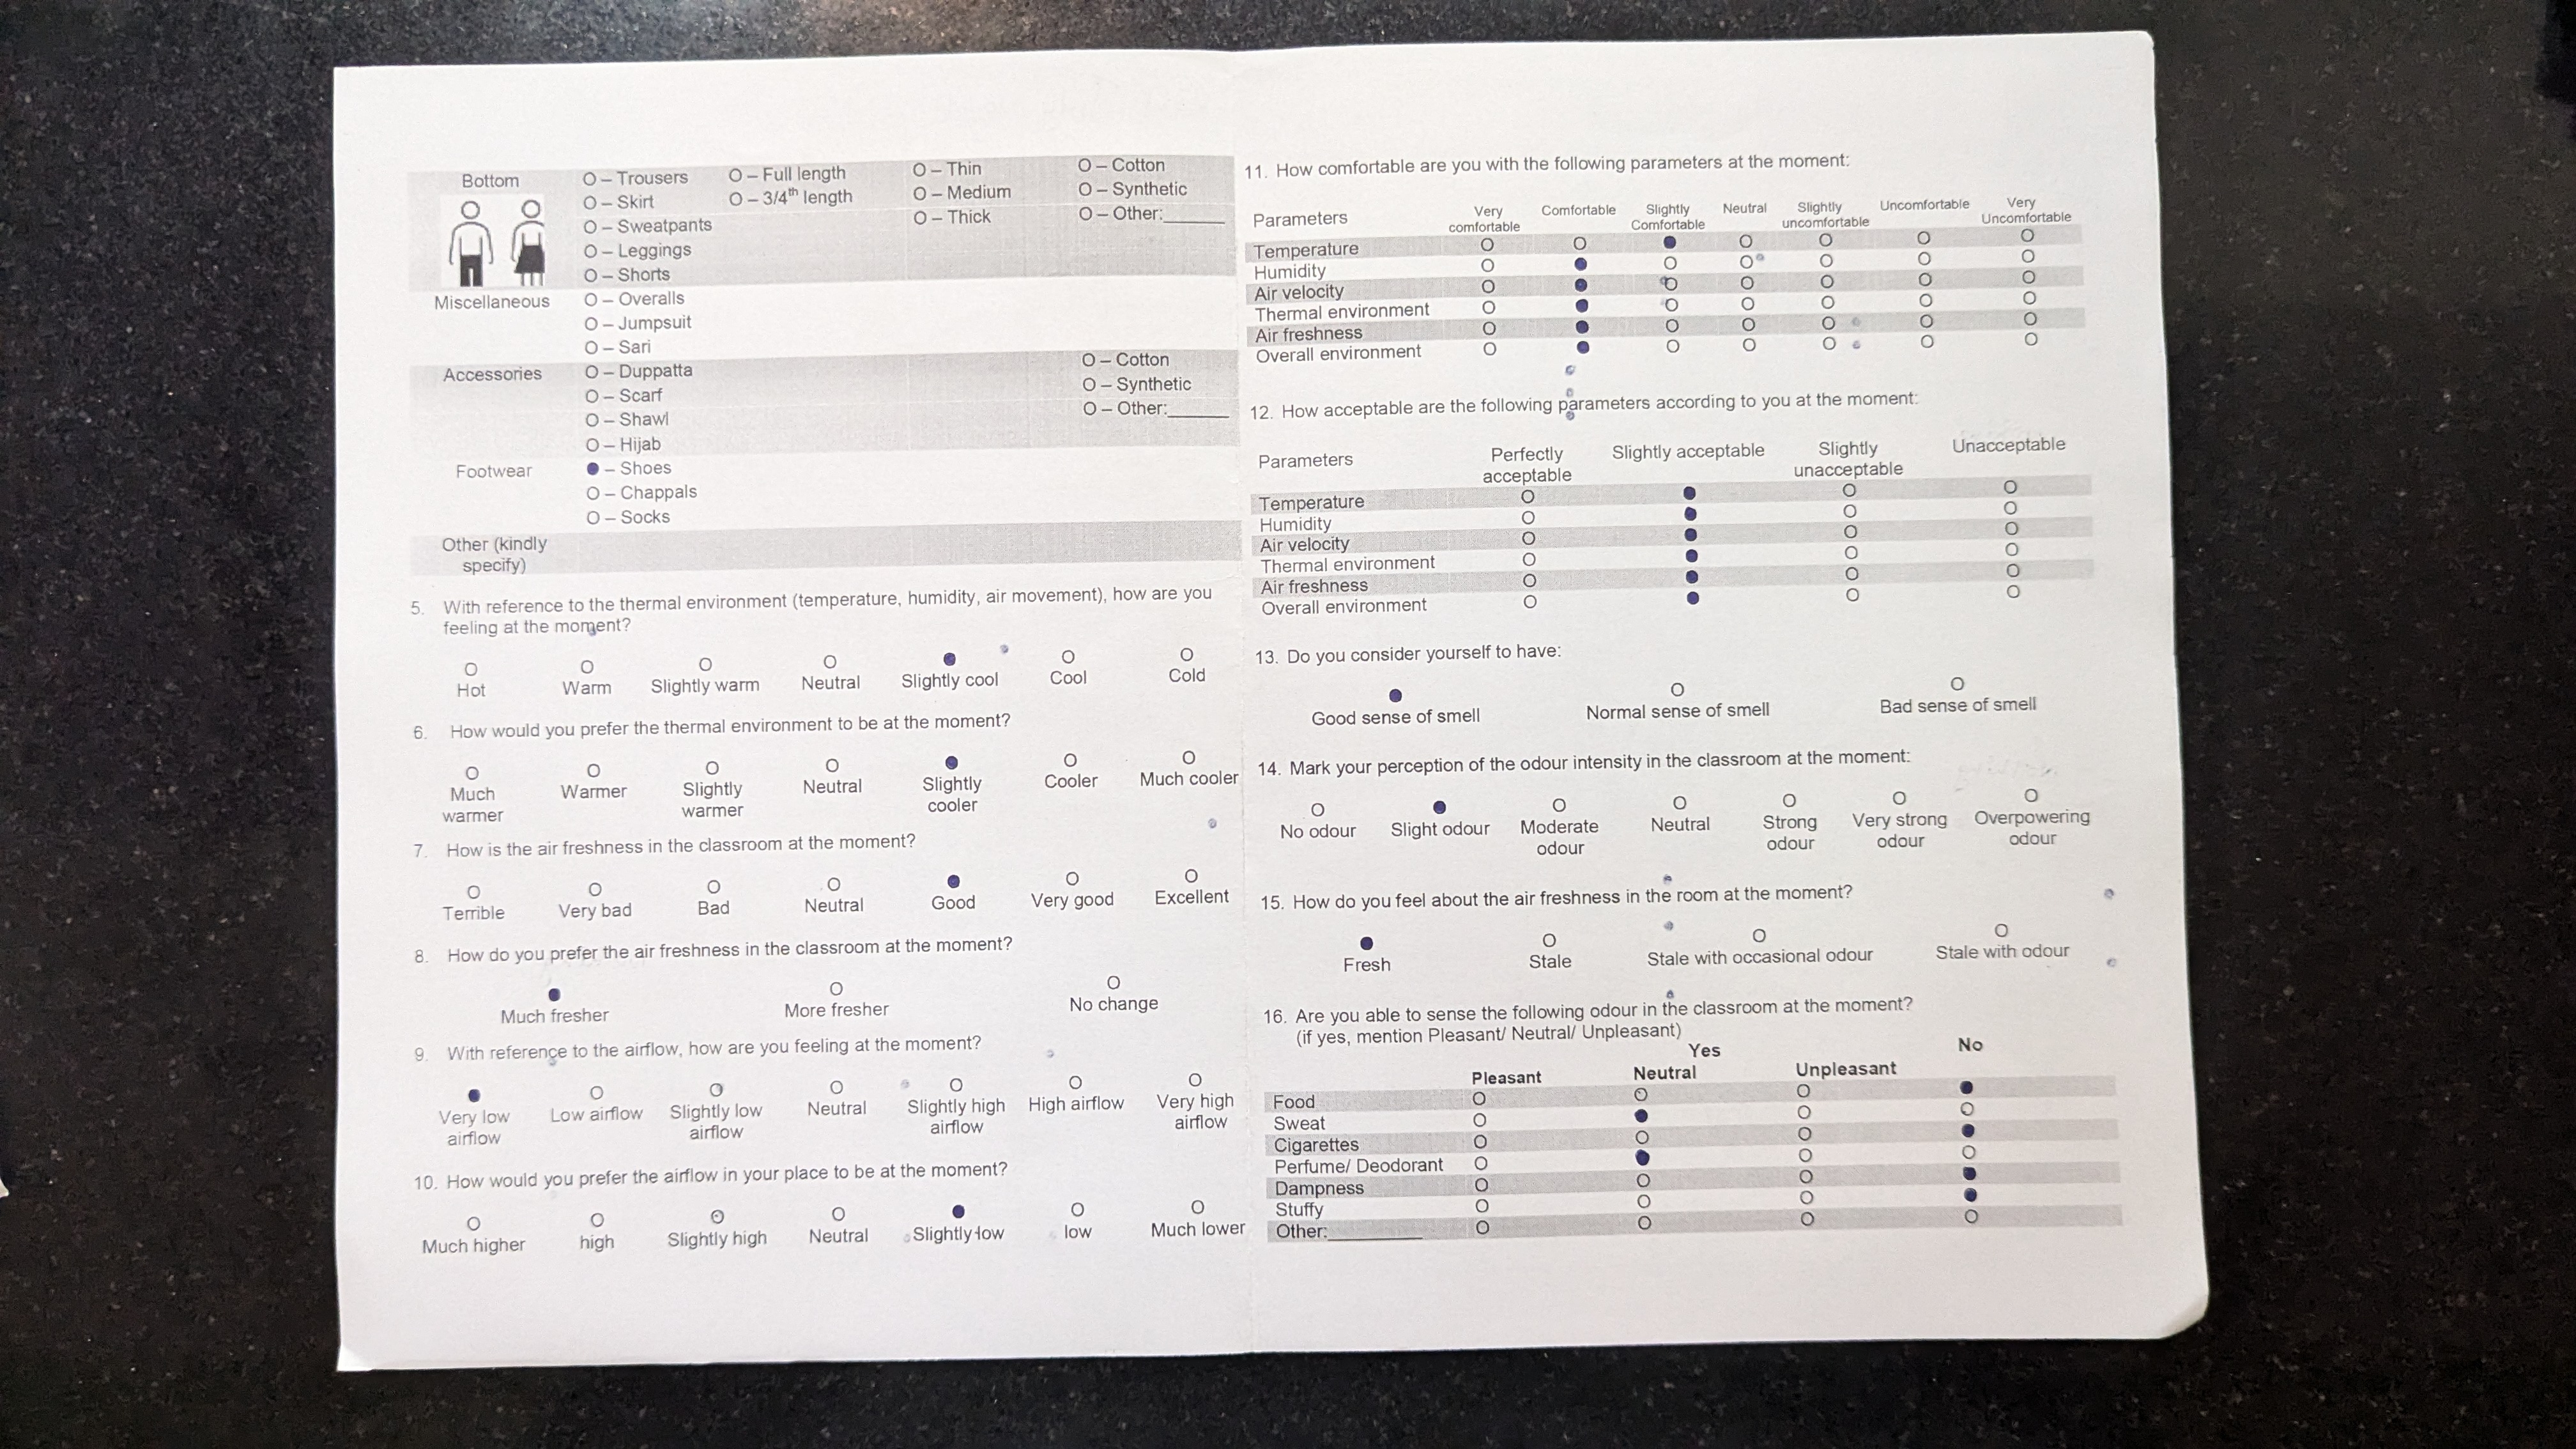 Bottom O – Trousers O – Full length O – Thin O – Cotton
O – Skirt O – 3/4th length O – Medium O – Synthetic
O – Sweatpants O – Thick O – Other:______
O – Leggings
O – Shorts
Miscellaneous O – Overalls
O – Jumpsuit
O – Sari
Accessories O – Duppatta O – Cotton
O – Scarf O – Synthetic
O – Shawl O – Other:______
O – Hijab
Footwear ● – Shoes
O – Chappals
O – Socks
Other (kindly
specify)
5. With reference to the thermal environment (temperature, humidity, air movement), how are you
feeling at the moment?
O O O O ● O O
Hot Warm Slightly warm Neutral Slightly cool Cool Cold
6. How would you prefer the thermal environment to be at the moment?
O O O O ● O O
Much Warmer Slightly Neutral Slightly Cooler Much cooler
warmer warmer cooler
7. How is the air freshness in the classroom at the moment?
O O O O ● O O
Terrible Very bad Bad Neutral Good Very good Excellent
8. How do you prefer the air freshness in the classroom at the moment?
● O O
Much fresher More fresher No change
9. With reference to the airflow, how are you feeling at the moment?
● O O O O O O
Very low Low airflow Slightly low Neutral Slightly high High airflow Very high
airflow airflow airflow airflow
10. How would you prefer the airflow in your place to be at the moment?
O O O O ● O O
Much higher high Slightly high Neutral Slightly low low Much lower
11. How comfortable are you with the following parameters at the moment:
Parameters Very Comfortable Slightly Neutral Slightly Uncomfortable Very
comfortable Comfortable uncomfortable Uncomfortable
Temperature O O ● O O O O
Humidity O ● O O O O O
Air velocity O ● O O O O O
Thermal environment O ● O O O O O
Air freshness O ● O O O O O
Overall environment O ● O O O O O
12. How acceptable are the following parameters according to you at the moment:
Parameters Perfectly Slightly acceptable Slightly Unacceptable
acceptable unacceptable
Temperature O ● O O
Humidity O ● O O
Air velocity O ● O O
Thermal environment O ● O O
Air freshness O ● O O
Overall environment O ● O O
13. Do you consider yourself to have:
● O O
Good sense of smell Normal sense of smell Bad sense of smell
14. Mark your perception of the odour intensity in the classroom at the moment:
O ● O O O O O
No odour Slight odour Moderate Neutral Strong Very strong Overpowering
odour odour odour odour
15. How do you feel about the air freshness in the room at the moment?
● O O O
Fresh Stale Stale with occasional odour Stale with odour
16. Are you able to sense the following odour in the classroom at the moment?
(if yes, mention Pleasant/ Neutral/ Unpleasant)
Yes No
Pleasant Neutral Unpleasant
Food O O O ●
Sweat O ● O O
Cigarettes O O O ●
Perfume/ Deodorant O ● O O
Dampness O O O ●
Stuffy O O O ●
Other:__________ O O O O